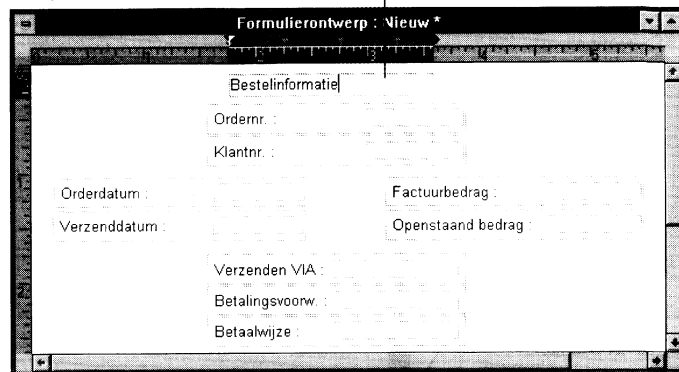 Formulierontwerp : Nieuw *
Bestelinformatie
Ordernr. :
Klantnr. :
Orderdatum :
Factuurbedrag :
Verzenddatum :
Openstaand bedrag :
Verzenden VIA :
Betalingsvoorw. :
Betaalwijze :